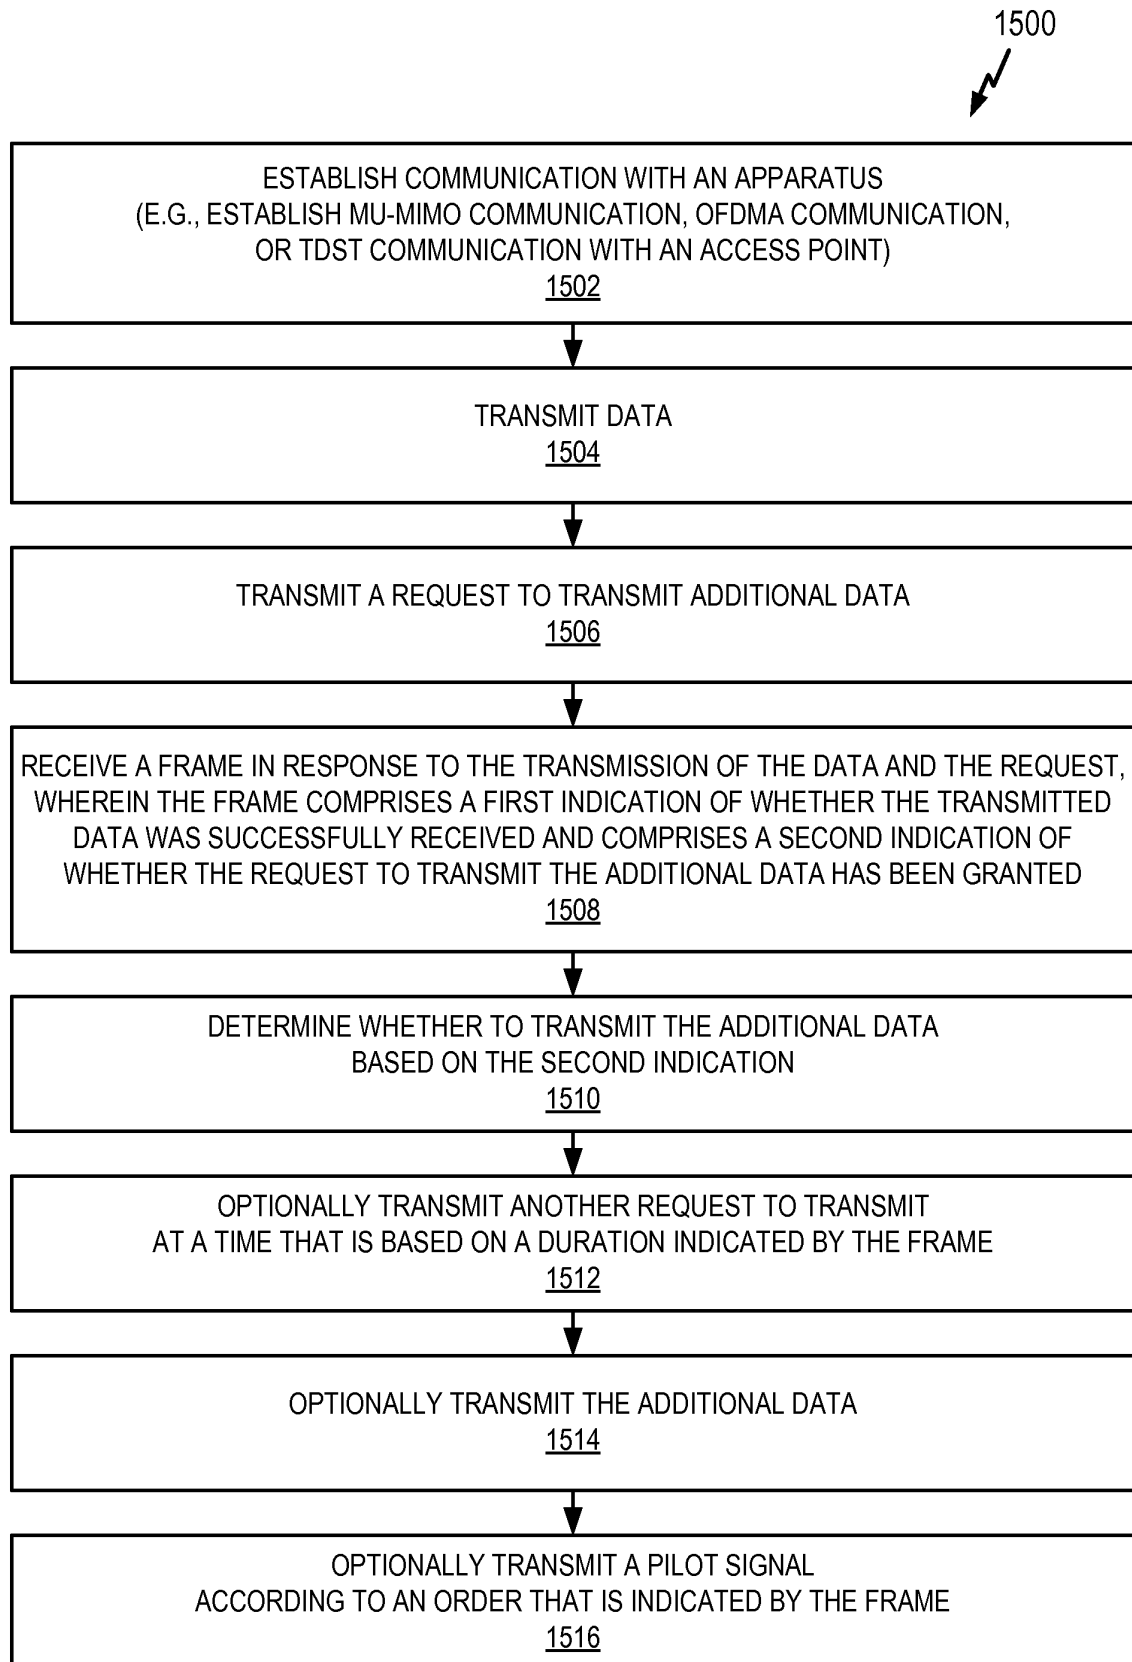 1500
ESTABLISH COMMUNICATION WITH AN APPARATUS
(E.G., ESTABLISH MU-MIMO COMMUNICATION, OFDMA COMMUNICATION,
OR TDST COMMUNICATION WITH AN ACCESS POINT)
1502
TRANSMIT DATA
1504
TRANSMIT A REQUEST TO TRANSMIT ADDITIONAL DATA
1506
RECEIVE A FRAME IN RESPONSE TO THE TRANSMISSION OF THE DATA AND THE REQUEST,
WHEREIN THE FRAME COMPRISES A FIRST INDICATION OF WHETHER THE TRANSMITTED
DATA WAS SUCCESSFULLY RECEIVED AND COMPRISES A SECOND INDICATION OF
WHETHER THE REQUEST TO TRANSMIT THE ADDITIONAL DATA HAS BEEN GRANTED
1508
DETERMINE WHETHER TO TRANSMIT THE ADDITIONAL DATA
BASED ON THE SECOND INDICATION
1510
OPTIONALLY TRANSMIT ANOTHER REQUEST TO TRANSMIT
AT A TIME THAT IS BASED ON A DURATION INDICATED BY THE FRAME
1512
OPTIONALLY TRANSMIT THE ADDITIONAL DATA
1514
OPTIONALLY TRANSMIT A PILOT SIGNAL
ACCORDING TO AN ORDER THAT IS INDICATED BY THE FRAME
1516